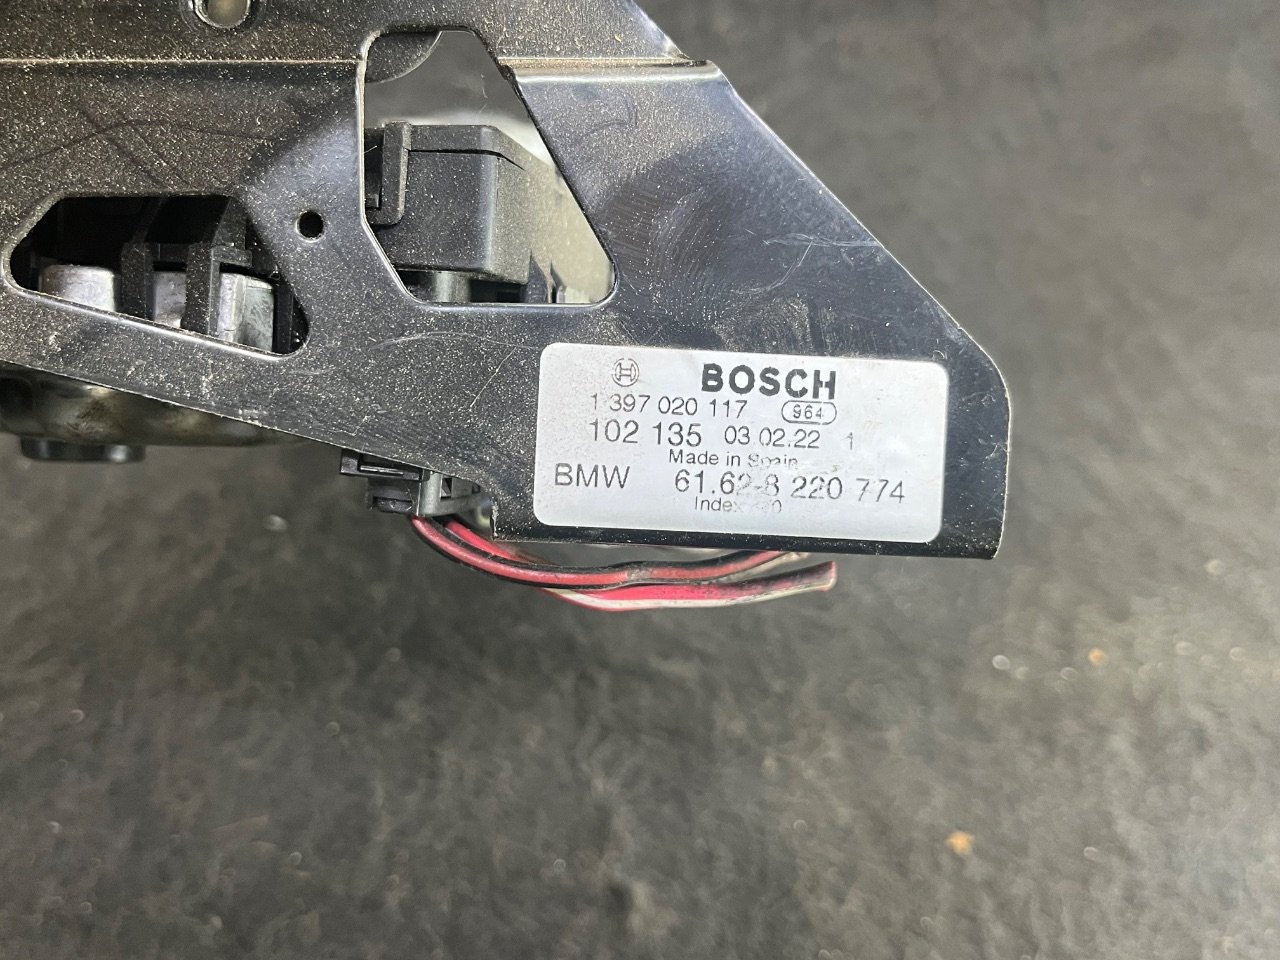 BOSCH
1 397 020 117 964
102 135 03 02.22 1
Made in Spain
BMW 61.62-8 220 774
Index